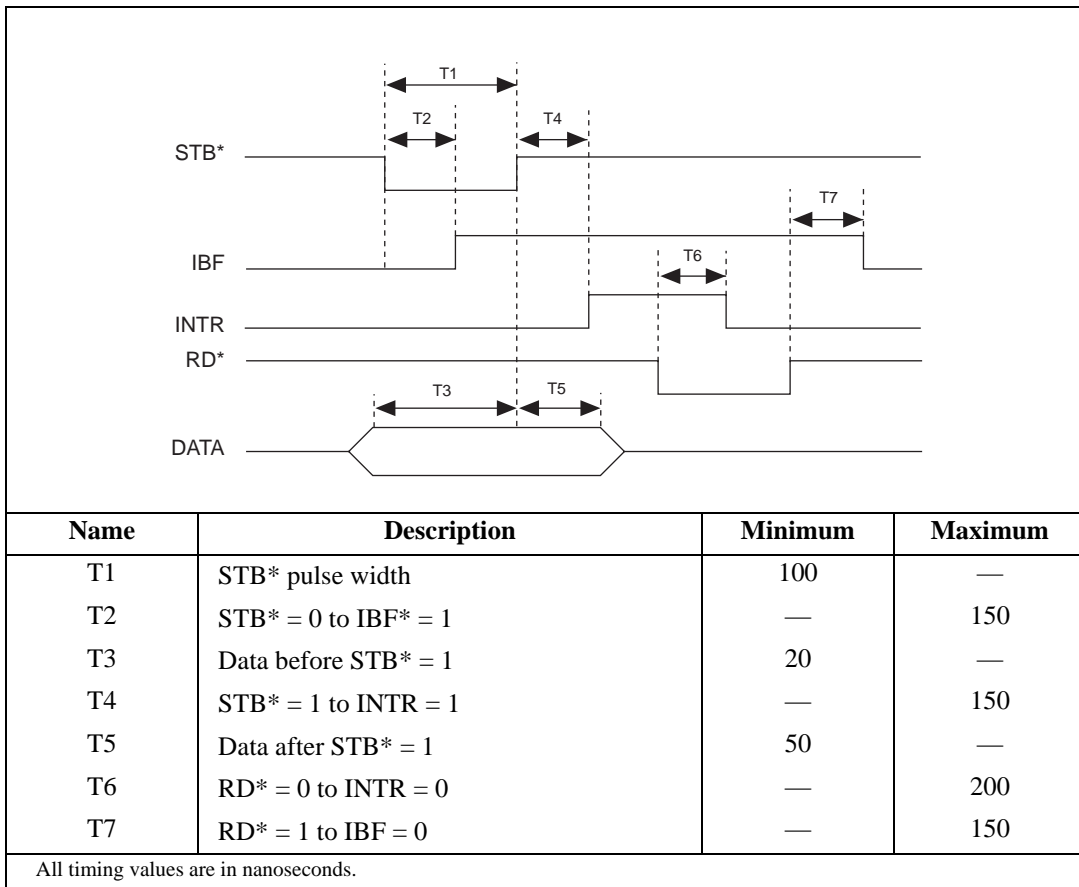 T1
T2 T4
STB*
T7
IBF
T6
INTR
RD*
T3 T5
DATA
Name Description Minimum Maximum
T1 STB* pulse width 100 —
T2 STB* = 0 to IBF* = 1 — 150
T3 Data before STB* = 1 20 —
T4 STB* = 1 to INTR = 1 — 150
T5 Data after STB* = 1 50 —
T6 RD* = 0 to INTR = 0 — 200
T7 RD* = 1 to IBF = 0 — 150
All timing values are in nanoseconds.